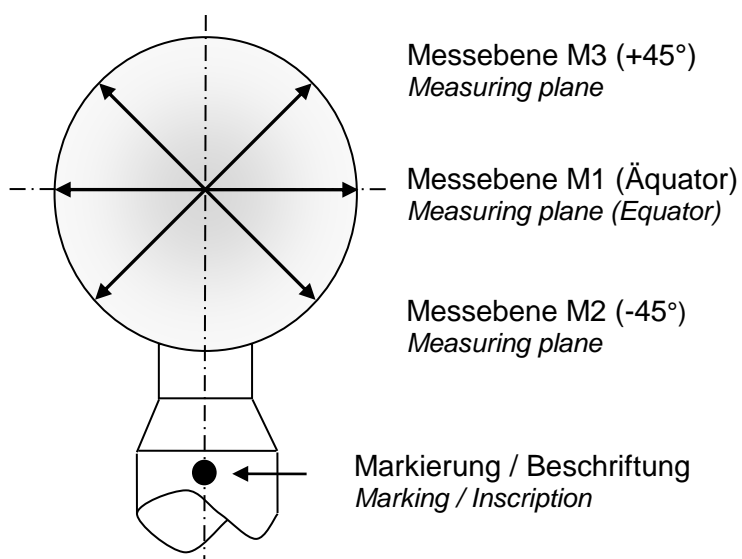 Messebene M3 (+45°)
Measuring plane
Messebene M1 (Äquator)
Measuring plane (Equator)
Messebene M2 (-45°)
Measuring plane
Markierung / Beschriftung
Marking / Inscription